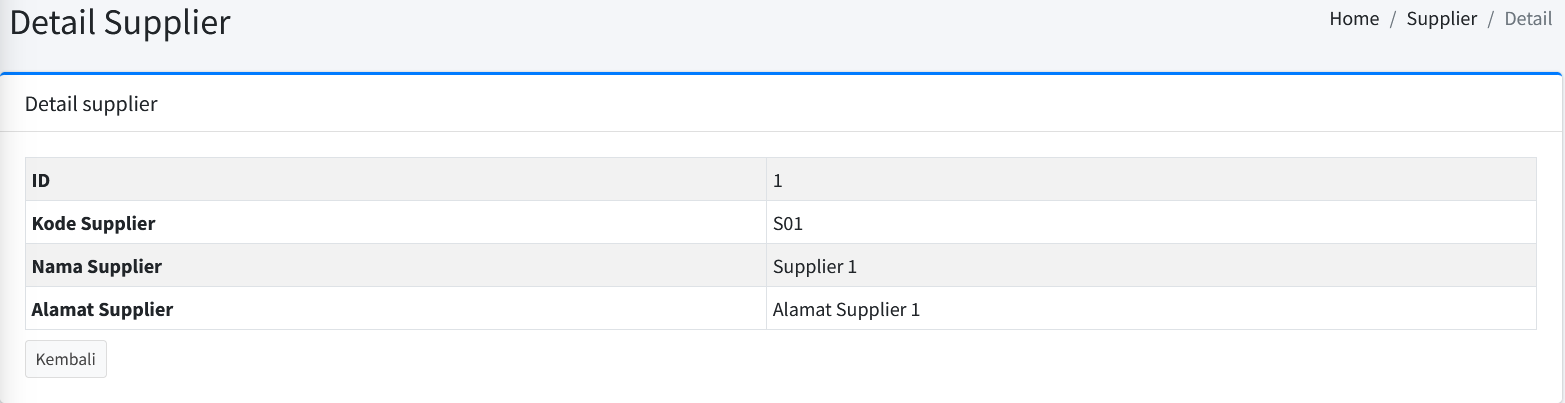 Detail Supplier
Home / Supplier / Detail
Detail supplier
ID 1
Kode Supplier S01
Nama Supplier Supplier 1
Alamat Supplier Alamat Supplier 1
Kembali